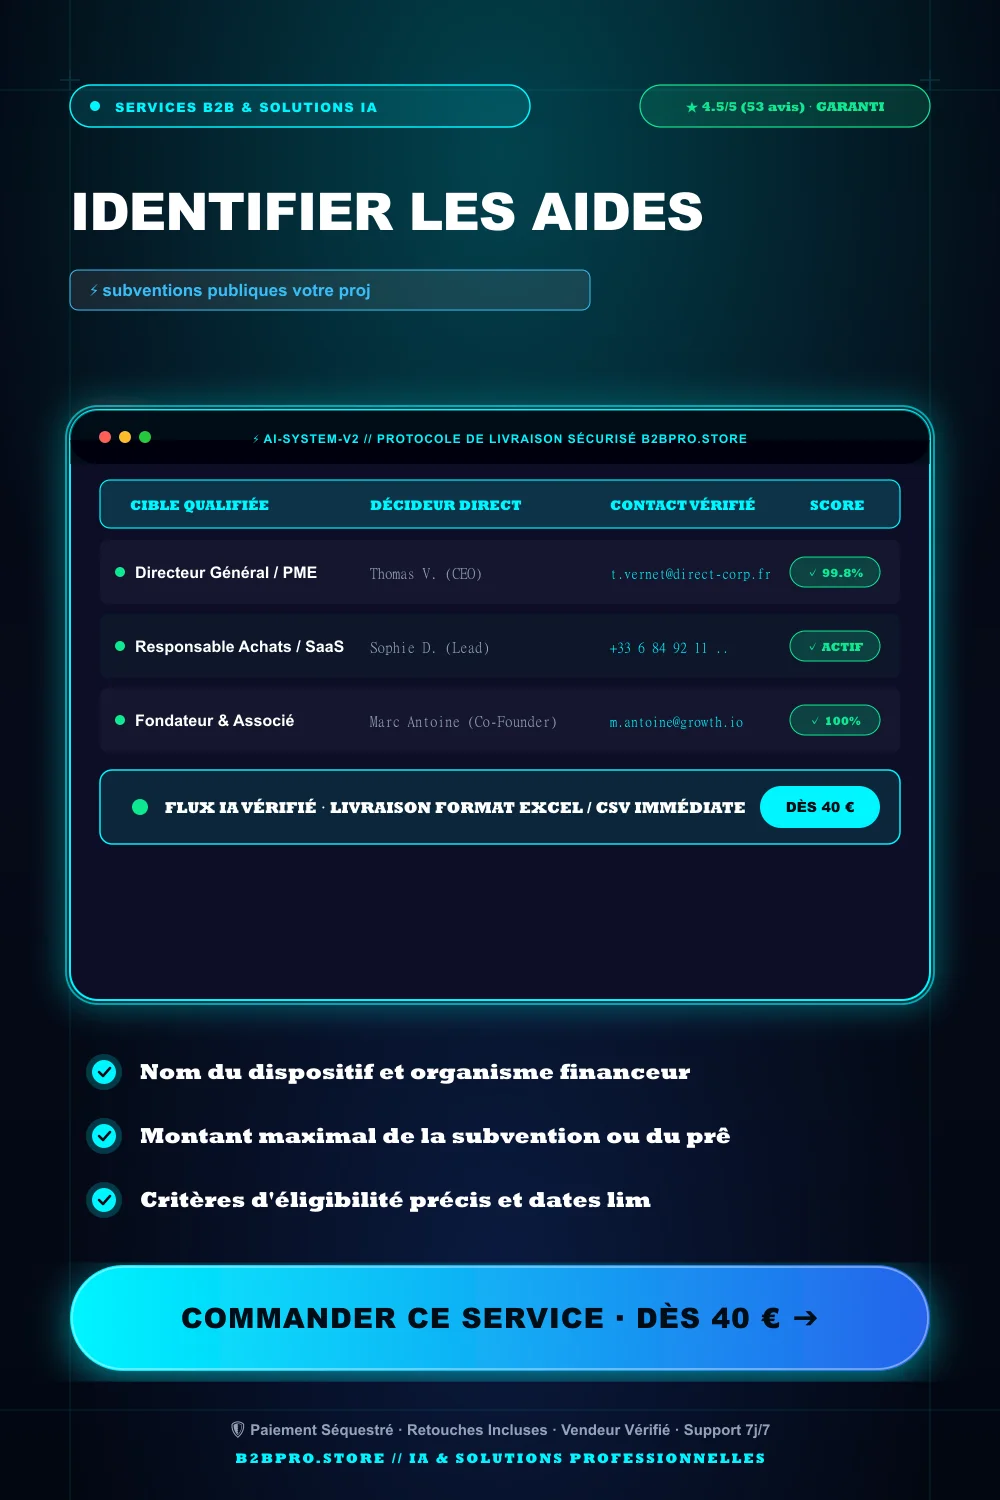 SERVICES B2B & SOLUTIONS IA
★ 4.5/5 (53 avis) · GARANTI
IDENTIFIER LES AIDES
⚡ subventions publiques votre proj
⚡ AI-SYSTEM-V2 // PROTOCOLE DE LIVRAISON SÉCURISÉ B2BPRO.STORE
CIBLE QUALIFIÉE DÉCIDEUR DIRECT CONTACT VÉRIFIÉ SCORE
Directeur Général / PME Thomas V. (CEO) t.vernet@direct-corp.fr ✓ 99.8%
Responsable Achats / SaaS Sophie D. (Lead) +33 6 84 92 11 .. ✓ ACTIF
Fondateur & Associé Marc Antoine (Co-Founder) m.antoine@growth.io ✓ 100%
FLUX IA VÉRIFIÉ · LIVRAISON FORMAT EXCEL / CSV IMMÉDIATE DÈS 40 €
Nom du dispositif et organisme financeur
Montant maximal de la subvention ou du prê
Critères d'éligibilité précis et dates lim
COMMANDER CE SERVICE · DÈS 40 € ➔
🛡 Paiement Séquestré · Retouches Incluses · Vendeur Vérifié · Support 7j/7
B2BPRO.STORE // IA & SOLUTIONS PROFESSIONNELLES